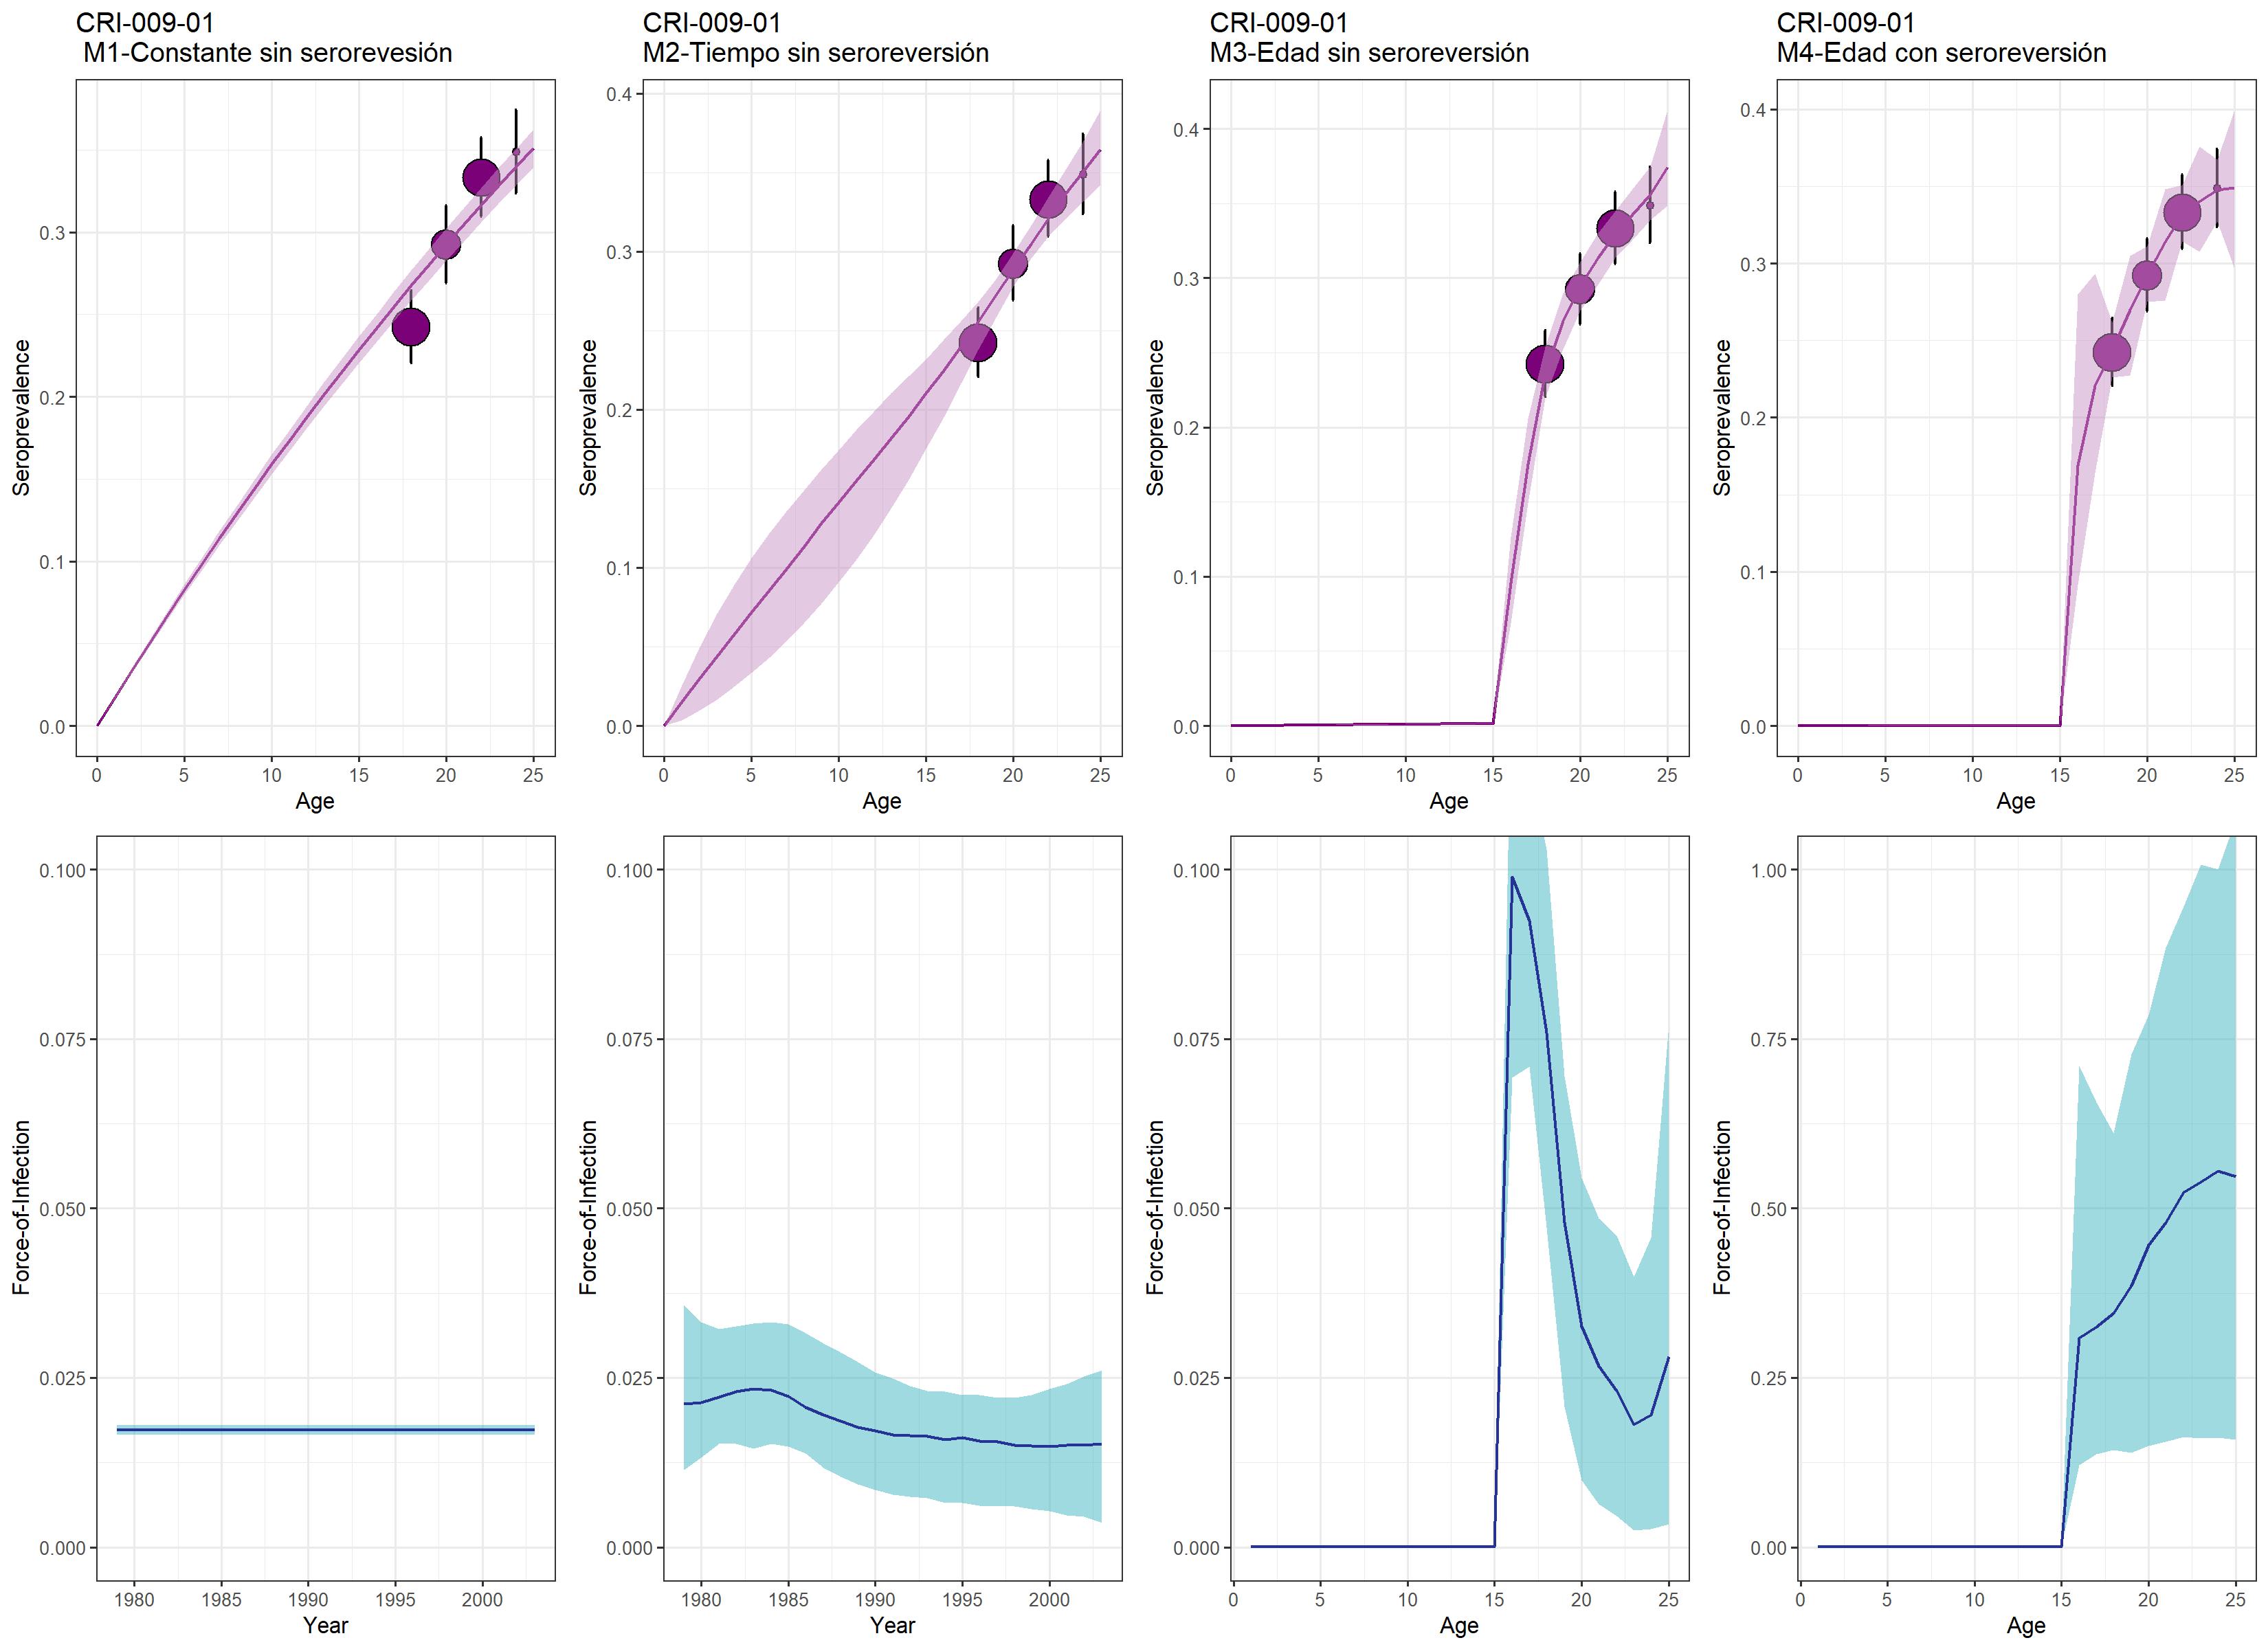 CRI-009-01
M1-Constante sin serorevesión
0.3
0.2
0.1
0.0
Seroprevalence
0 5 10 15 20 25
Age
CRI-009-01
M2-Tiempo sin seroreversión
0.4
0.3
0.2
0.1
0.0
Seroprevalence
0 5 10 15 20 25
Age
CRI-009-01
M3-Edad sin seroreversión
0.4
0.3
0.2
0.1
0.0
Seroprevalence
0 5 10 15 20 25
Age
CRI-009-01
M4-Edad con seroreversión
0.4
0.3
0.2
0.1
0.0
Seroprevalence
0 5 10 15 20 25
Age
0.100
0.075
0.050
0.025
0.000
Force-of-Infection
1980 1985 1990 1995 2000
Year
0.100
0.075
0.050
0.025
0.000
Force-of-Infection
1980 1985 1990 1995 2000
Year
0.100
0.075
0.050
0.025
0.000
Force-of-Infection
0 5 10 15 20 25
Age
1.00
0.75
0.50
0.25
0.00
Force-of-Infection
0 5 10 15 20 25
Age